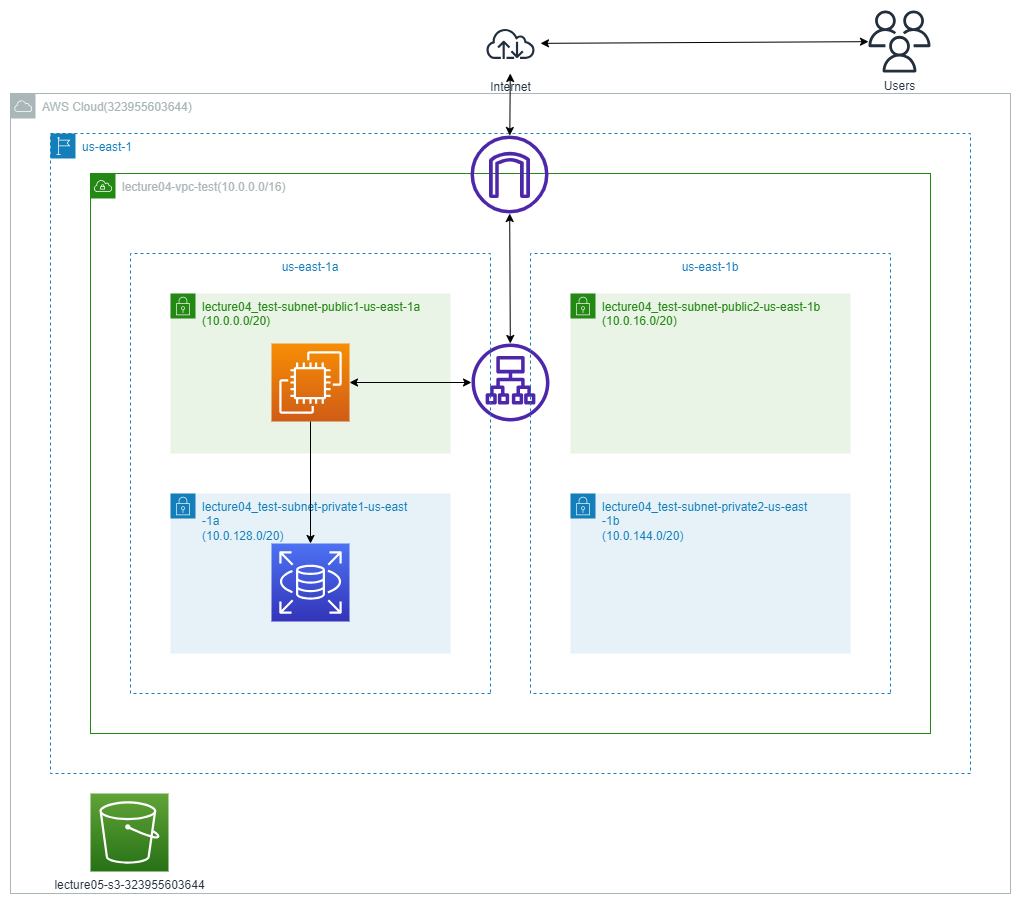 Internet
Users
AWS Cloud(323955603644)
us-east-1
lecture04-vpc-test(10.0.0.0/16)
us-east-1a
us-east-1b
lecture04_test-subnet-public1-us-east-1a
(10.0.0.0/20)
lecture04_test-subnet-public2-us-east-1b
(10.0.16.0/20)
lecture04_test-subnet-private1-us-east
-1a
(10.0.128.0/20)
lecture04_test-subnet-private2-us-east
-1b
(10.0.144.0/20)
lecture05-s3-323955603644